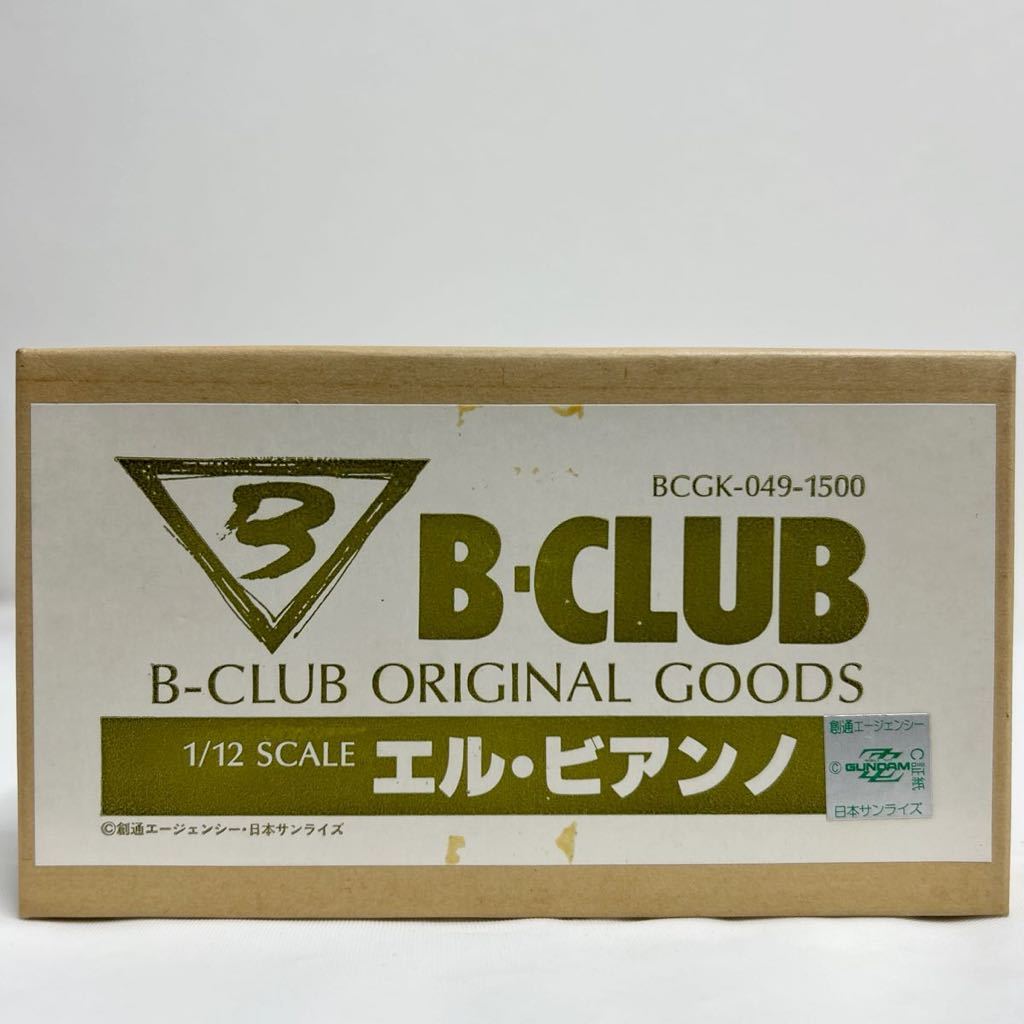 B
BCGK-049-1500
B·CLUB
B-CLUB ORIGINAL GOODS
1/12 SCALE エル・ビアンノ
創通エージェンシー
© GUNDAM ZZ
C証紙
日本サンライズ
©創通エージェンシー・日本サンライズ